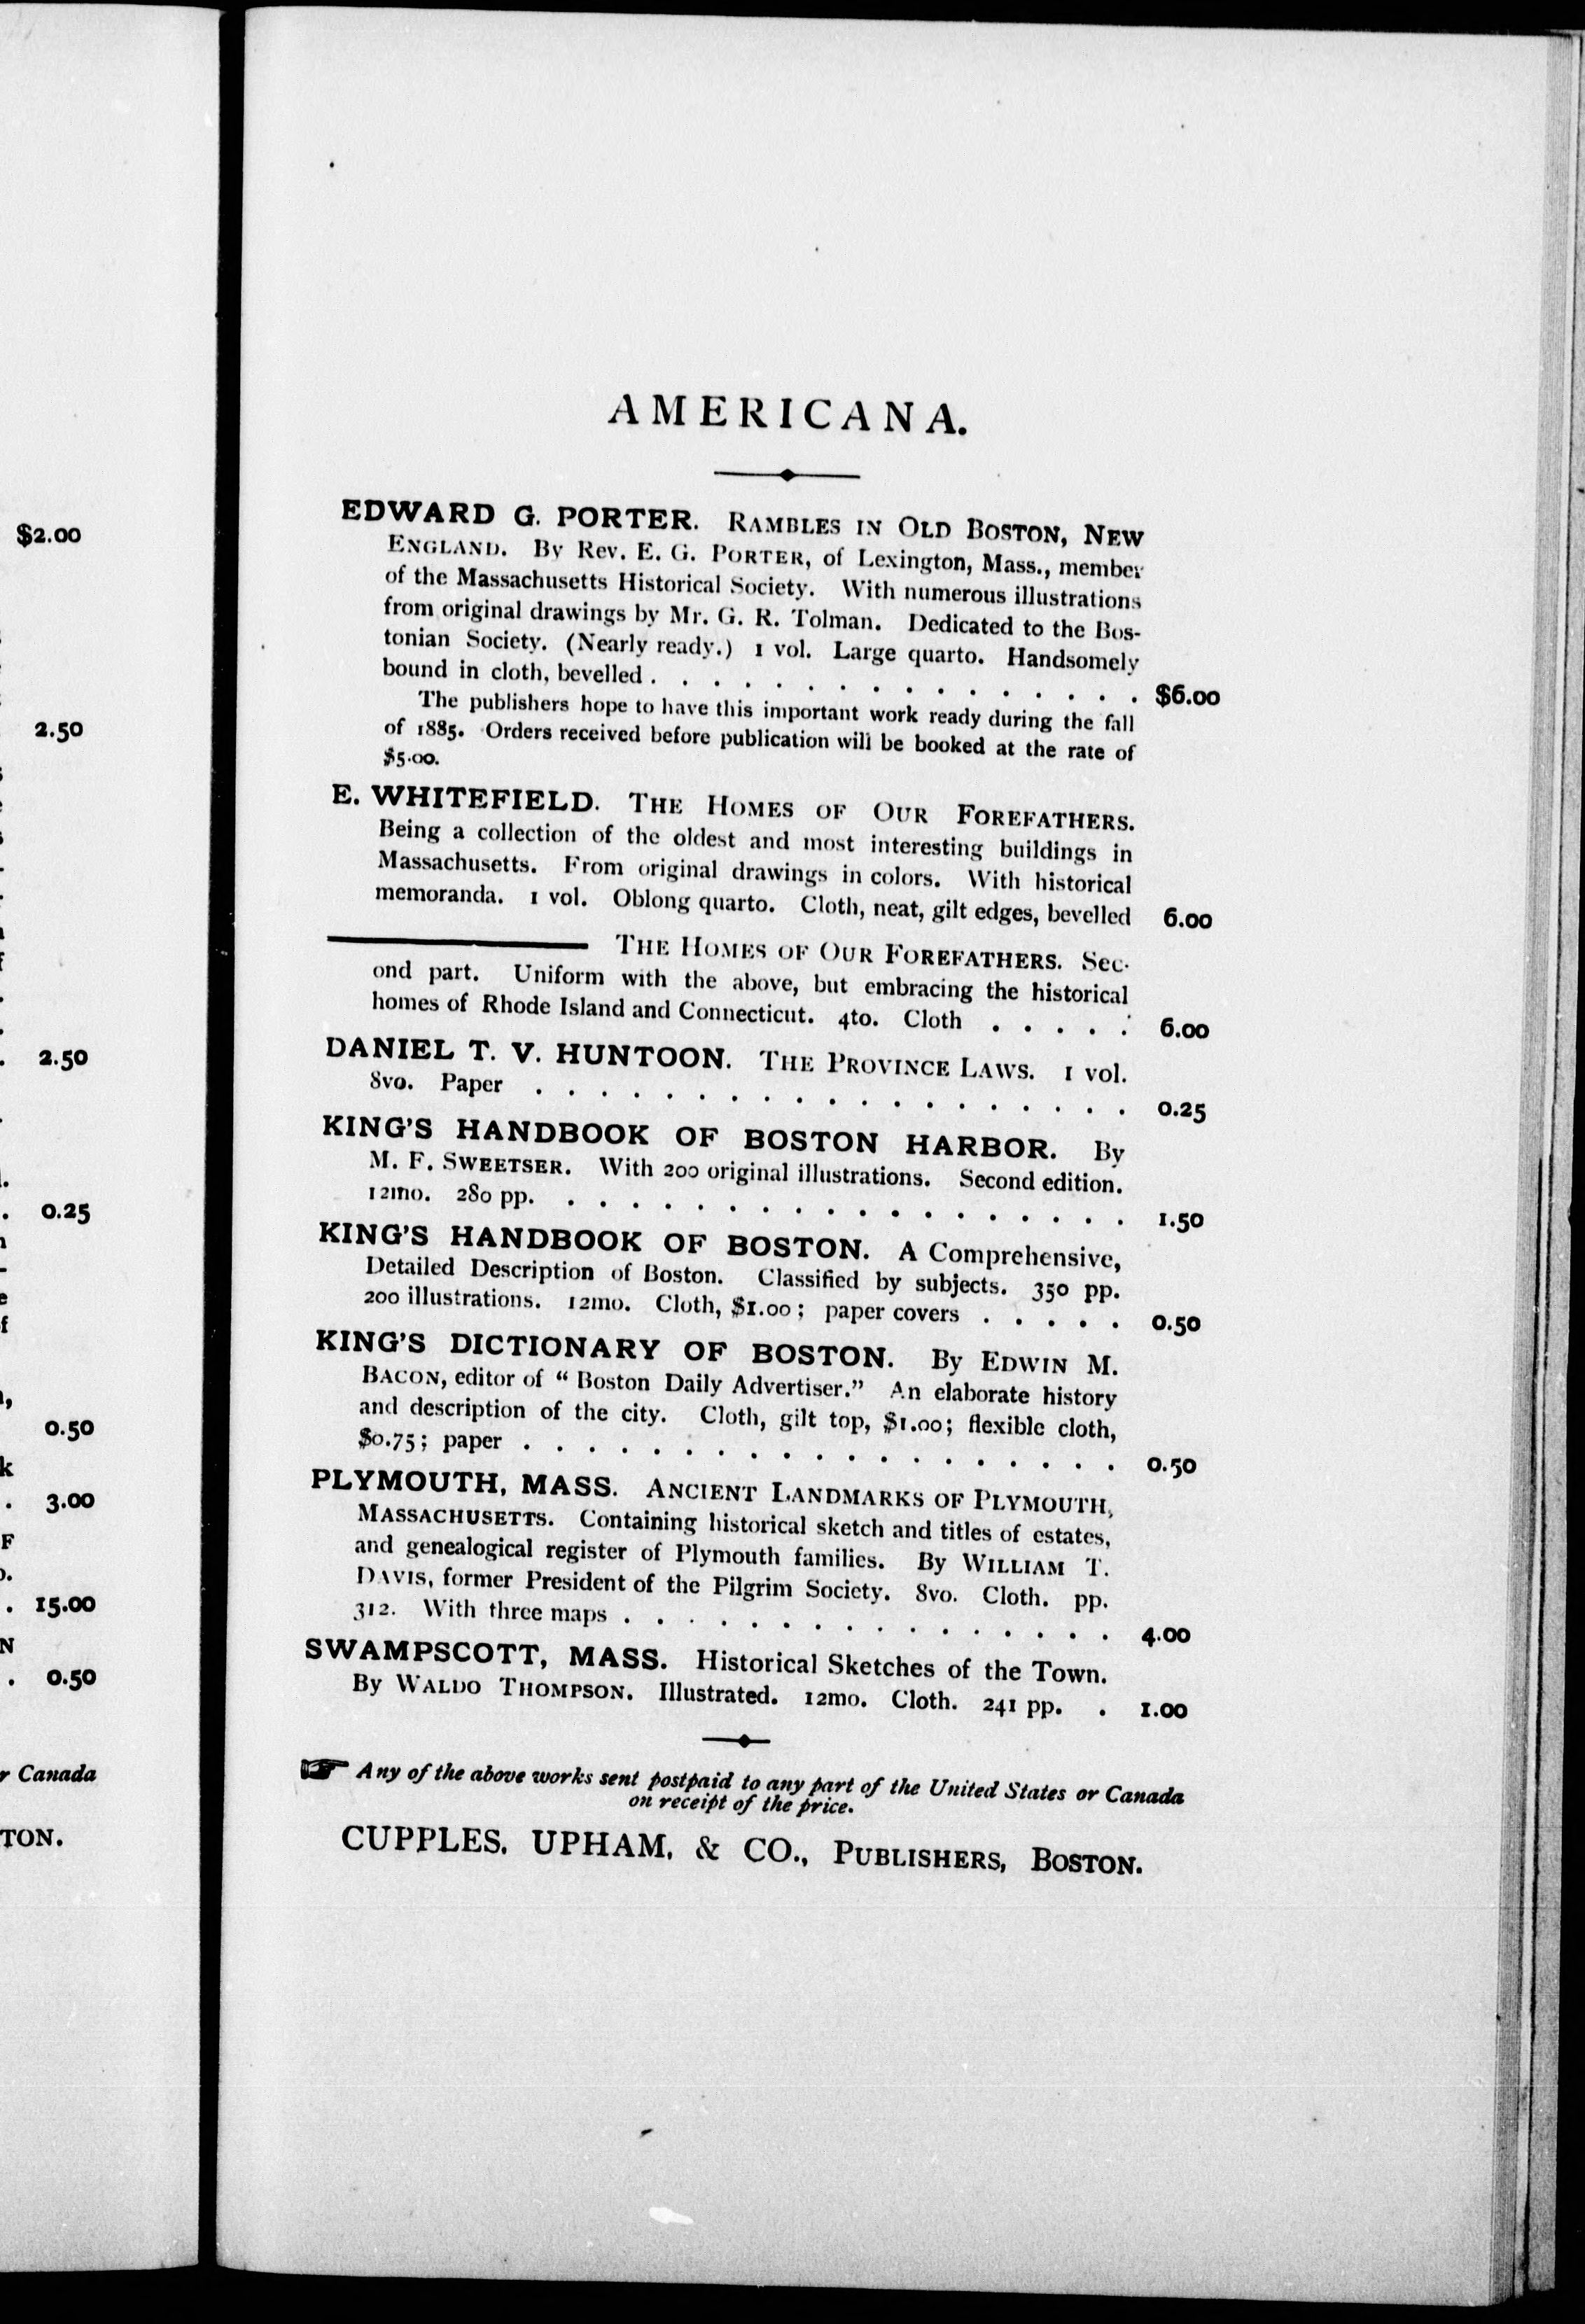 $2.00
2.50
. 2.50
. 0.25
0.50
k
. 3.00
F
. 15.00
N
. 0.50
r Canada
TON.
AMERICANA.
EDWARD G. PORTER. RAMBLES IN OLD BOSTON, NEW
ENGLAND. By Rev. E. G. PORTER, of Lexington, Mass., member
of the Massachusetts Historical Society. With numerous illustrations
from original drawings by Mr. G. R. Tolman. Dedicated to the Bos-
tonian Society. (Nearly ready.) 1 vol. Large quarto. Handsomely
bound in cloth, bevelled . . . . . . . . . . . . . . . . $6.00
The publishers hope to have this important work ready during the fall
of 1885. Orders received before publication will be booked at the rate of
$5.00.
E. WHITEFIELD. THE HOMES OF OUR FOREFATHERS.
Being a collection of the oldest and most interesting buildings in
Massachusetts. From original drawings in colors. With historical
memoranda. 1 vol. Oblong quarto. Cloth, neat, gilt edges, bevelled 6.00
THE HOMES OF OUR FOREFATHERS. Sec-
ond part. Uniform with the above, but embracing the historical
homes of Rhode Island and Connecticut. 4to. Cloth . . . . . 6.00
DANIEL T. V. HUNTOON. THE PROVINCE LAWS. 1 vol.
8vo. Paper . . . . . . . . . . . . . . . . . . . 0.25
KING'S HANDBOOK OF BOSTON HARBOR. By
M. F. SWEETSER. With 200 original illustrations. Second edition.
12mo. 280 pp. . . . . . . . . . . . . . . . . . . 1.50
KING'S HANDBOOK OF BOSTON. A Comprehensive,
Detailed Description of Boston. Classified by subjects. 350 pp.
200 illustrations. 12mo. Cloth, $1.00; paper covers . . . . . 0.50
KING'S DICTIONARY OF BOSTON. By EDWIN M.
BACON, editor of “Boston Daily Advertiser.” An elaborate history
and description of the city. Cloth, gilt top, $1.00; flexible cloth,
$0.75; paper . . . . . . . . . . . . . . . . . . . 0.50
PLYMOUTH, MASS. ANCIENT LANDMARKS OF PLYMOUTH,
MASSACHUSETTS. Containing historical sketch and titles of estates,
and genealogical register of Plymouth families. By WILLIAM T.
DAVIS, former President of the Pilgrim Society. 8vo. Cloth. pp.
312. With three maps . . . . . . . . . . . . . . . . 4.00
SWAMPSCOTT, MASS. Historical Sketches of the Town.
By WALDO THOMPSON. Illustrated. 12mo. Cloth. 241 pp. . 1.00
☞ Any of the above works sent postpaid to any part of the United States or Canada
on receipt of the price.
CUPPLES, UPHAM, & CO., PUBLISHERS, BOSTON.